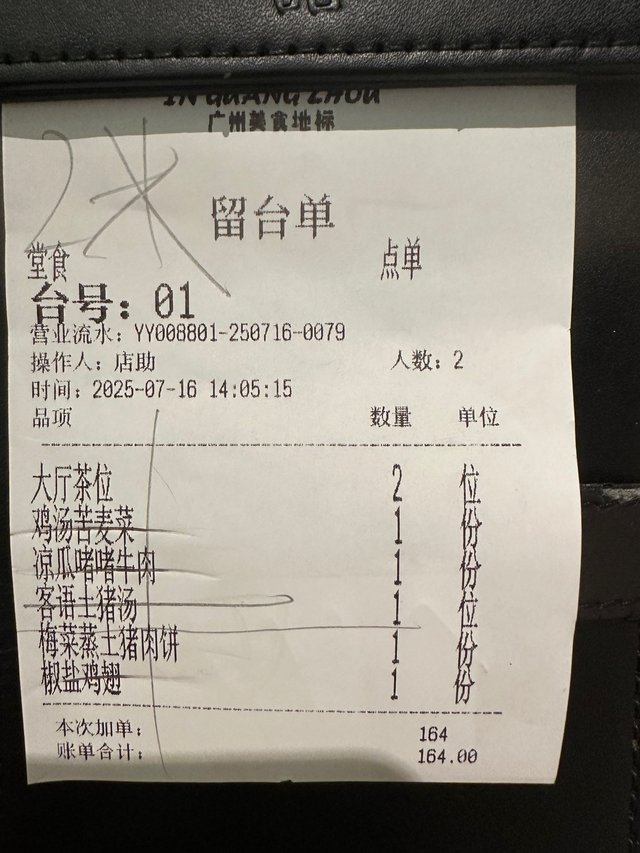 IN GUANG ZHOU
广州美食地标
2米
留台单
堂食 点单
台号：01
营业流水：YY008801-250716-0079
操作人：店助 人数：2
时间：2025-07-16 14:05:15
品项 数量 单位
大厅茶位 2 位
鸡汤苦麦菜 1 份
凉瓜啫啫牛肉 1 份
客语土猪汤 1 位
梅菜蒸土猪肉饼 1 份
椒盐鸡翅 1 份
本次加单： 164
账单合计： 164.00